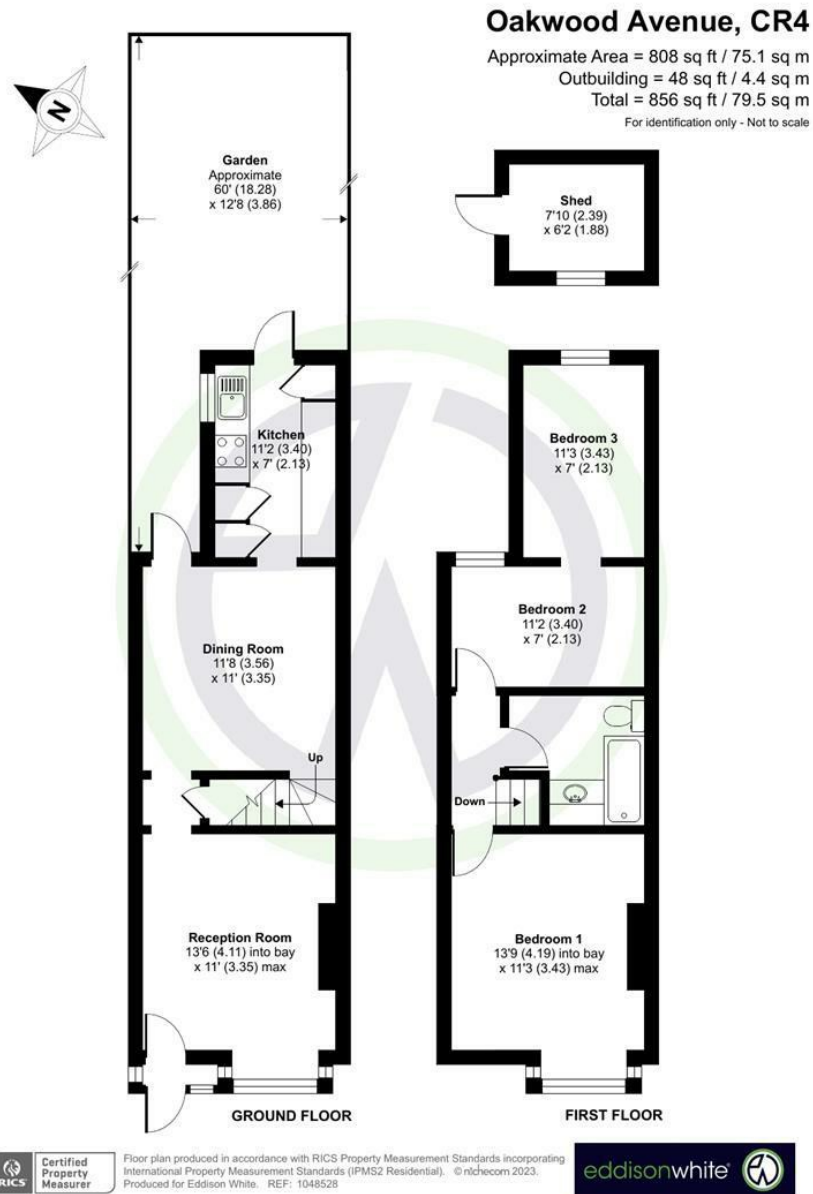 Oakwood Avenue, CR4
Approximate Area = 808 sq ft / 75.1 sq m
Outbuilding = 48 sq ft / 4.4 sq m
Total = 856 sq ft / 79.5 sq m
For identification only - Not to scale
N
Garden
Approximate
60' (18.28)
x 12'8 (3.86)
Shed
7'10 (2.39)
x 6'2 (1.88)
Kitchen
11'2 (3.40)
x 7' (2.13)
Bedroom 3
11'3 (3.43)
x 7' (2.13)
Dining Room
11'8 (3.56)
x 11' (3.35)
Bedroom 2
11'2 (3.40)
x 7' (2.13)
Up
Down
Reception Room
13'6 (4.11) into bay
x 11' (3.35) max
Bedroom 1
13'9 (4.19) into bay
x 11'3 (3.43) max
GROUND FLOOR
FIRST FLOOR
RICS
Certified
Property
Measurer
Floor plan produced in accordance with RICS Property Measurement Standards incorporating
International Property Measurement Standards (IPMS2 Residential). © nichecom 2023.
Produced for Eddison White. REF: 1048528
eddisonwhite